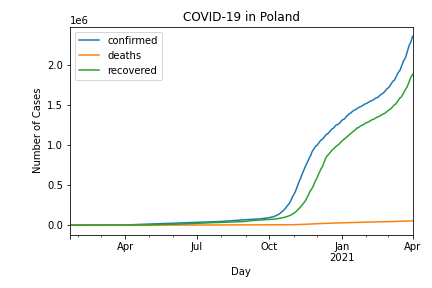 COVID-19 in Poland
1e6
confirmed
deaths
recovered
2.0
1.5
1.0
0.5
0.0
Number of Cases
Apr
Jul
Oct
Jan
2021
Apr
Day